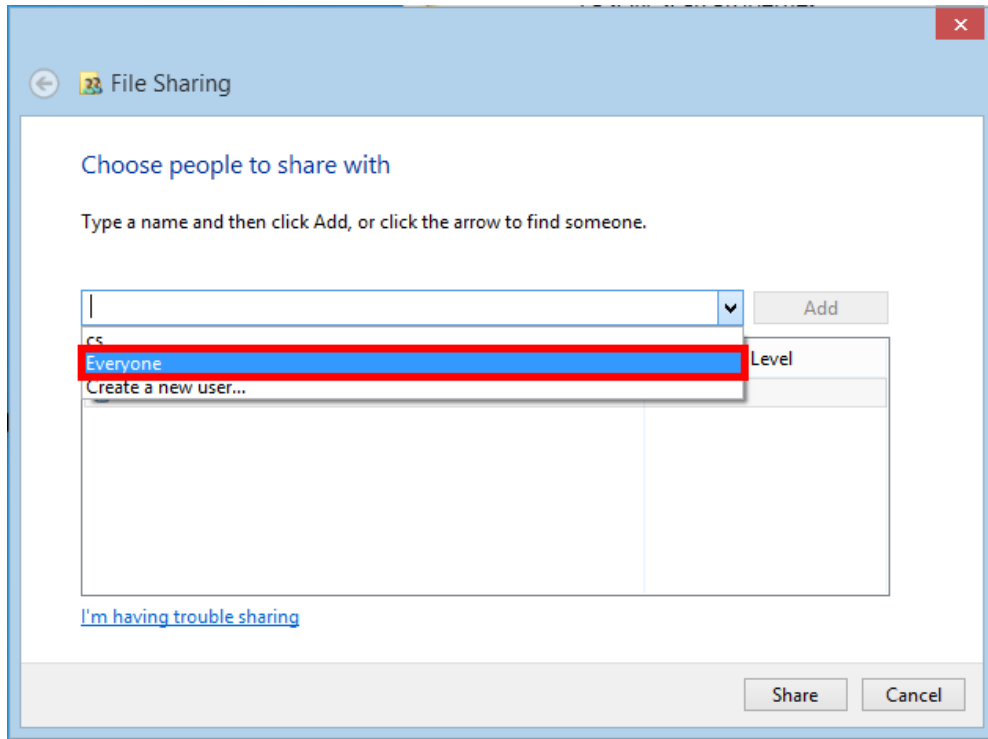 File Sharing
Choose people to share with
Type a name and then click Add, or click the arrow to find someone.
Add
cs
Everyone
Level
Create a new user...
I'm having trouble sharing
Share
Cancel